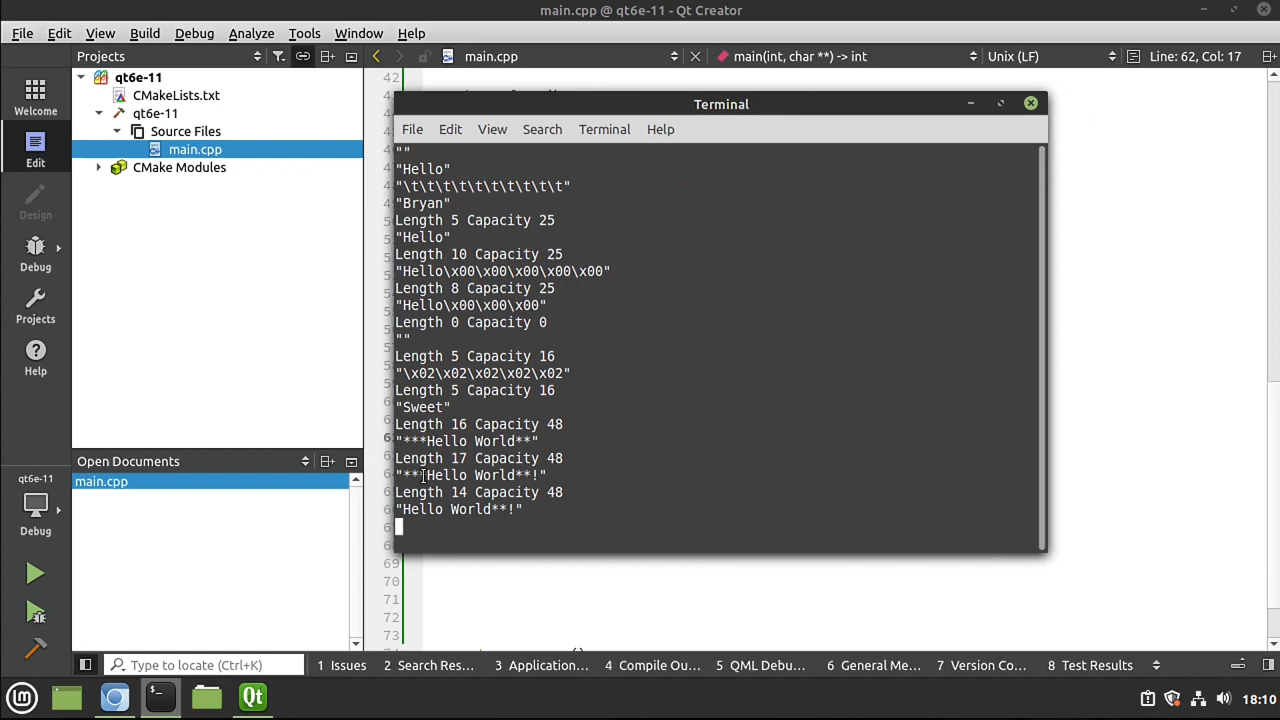 main.cpp @ qt6e-11 - Qt Creator
File Edit View Build Debug Analyze Tools Window Help
Projects main.cpp main(int, char **) -> int Unix (LF) Line: 62, Col: 17
Welcome
Edit
Design
Debug
Projects
Help
qt6e-11
CMakeLists.txt
qt6e-11
Source Files
main.cpp
CMake Modules
42
Terminal
File Edit View Search Terminal Help
""
"Hello"
"\t\t\t\t\t\t\t\t\t\t"
"Bryan"
Length 5 Capacity 25
"Hello"
Length 10 Capacity 25
"Hello\x00\x00\x00\x00\x00"
Length 8 Capacity 25
"Hello\x00\x00\x00"
Length 0 Capacity 0
""
Length 5 Capacity 16
"\x02\x02\x02\x02\x02"
Length 5 Capacity 16
"Sweet"
Length 16 Capacity 48
"***Hello World**"
Length 17 Capacity 48
"***Hello World**!"
Length 14 Capacity 48
"Hello World**!"
69
70
71
72
73
Open Documents
main.cpp
qt6e-11
Debug
Type to locate (Ctrl+K) 1 Issues 2 Search Res... 3 Application... 4 Compile Ou... 5 QML Debu... 6 General Me... 7 Version Co... 8 Test Results
18:10